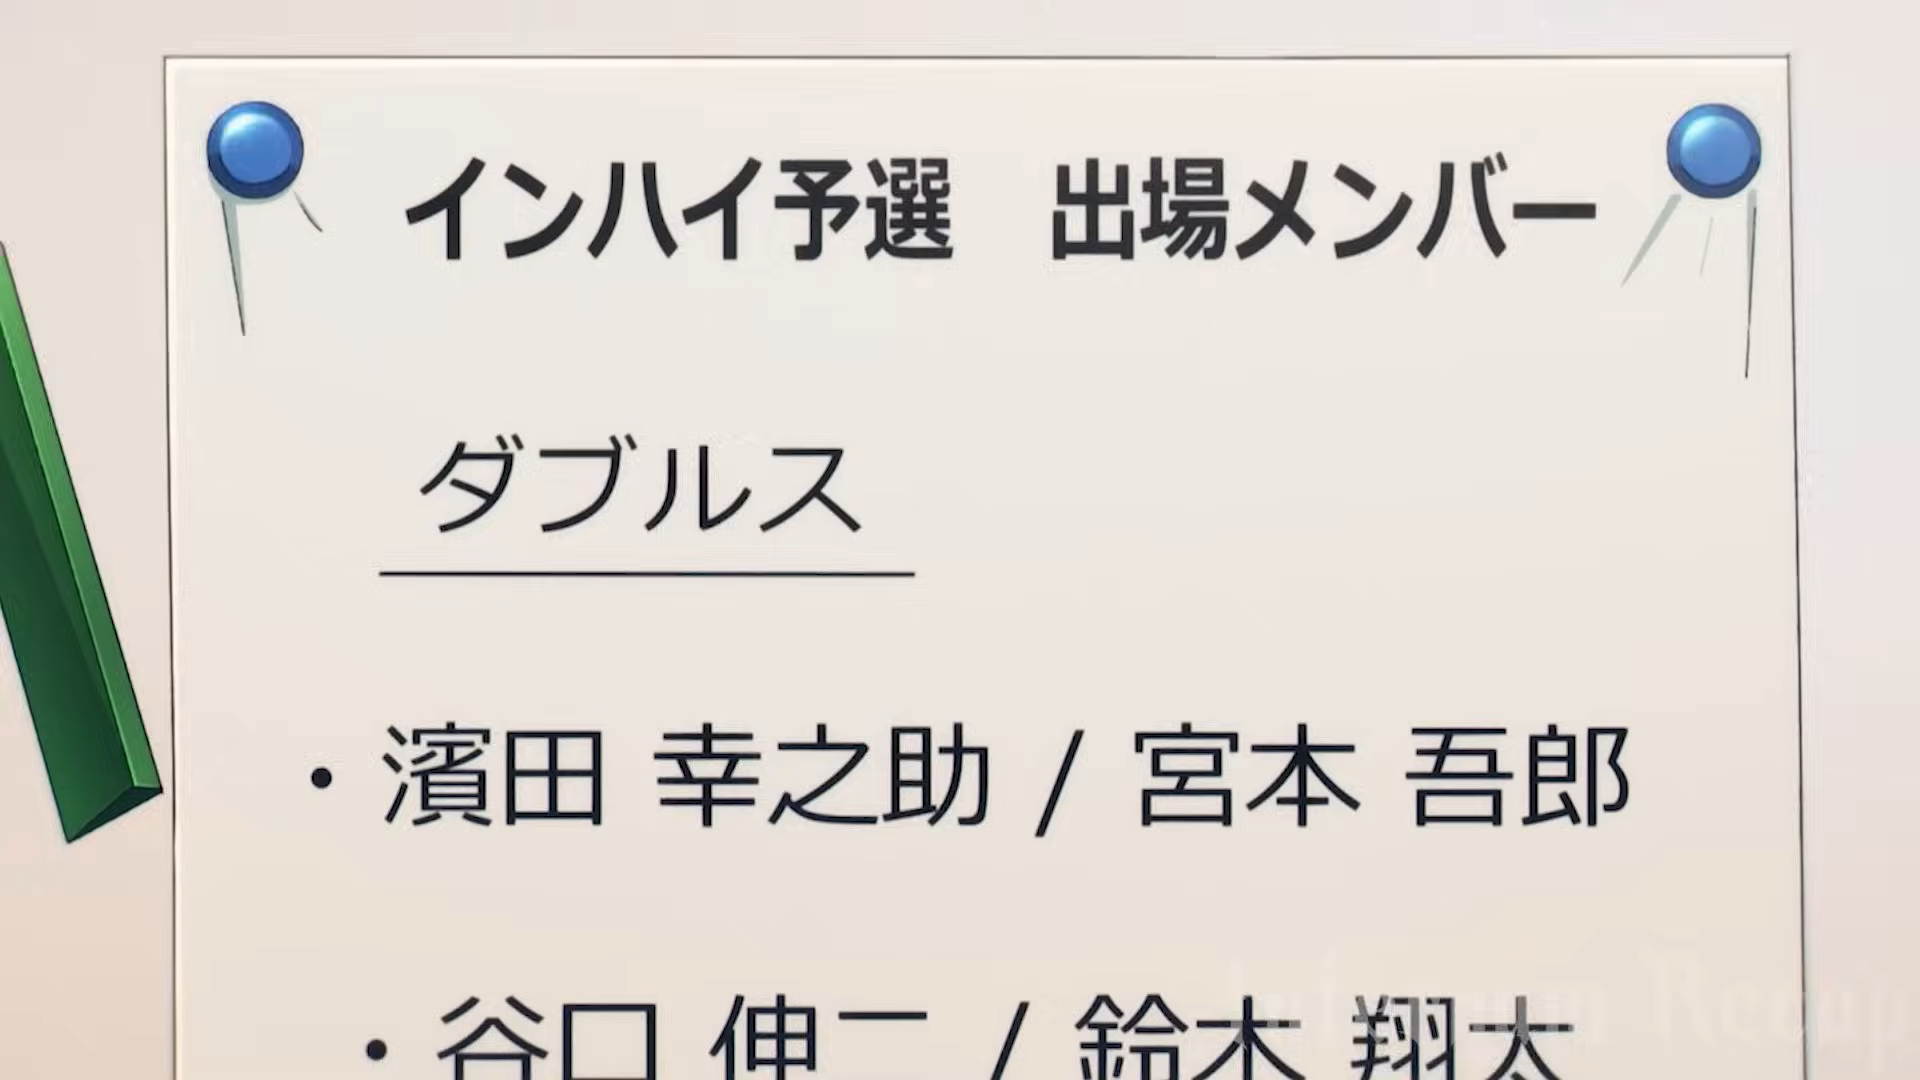 インハイ予選　出場メンバー
ダブルス
・濱田 幸之助 / 宮本 吾郎
・谷口 伸二 / 鈴木 翔太